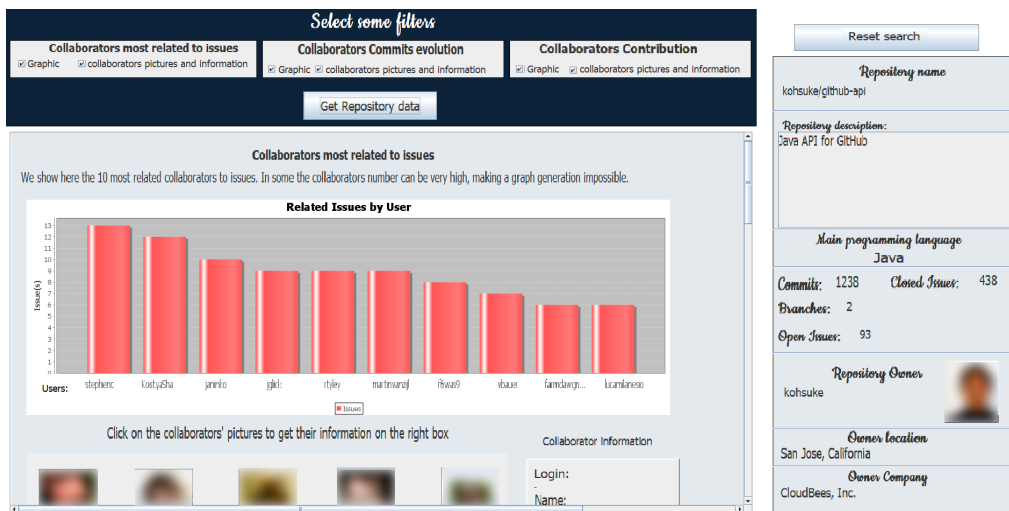 Select some filters
Collaborators most related to issues
Graphic collaborators pictures and information
Collaborators Commits evolution
Graphic collaborators pictures and information
Collaborators Contribution
Graphic collaborators pictures and information
Get Repository data
Collaborators most related to issues
We show here the 10 most related collaborators to issues. In some the collaborators number can be very high, making a graph generation impossible.
Related Issues by User
Issue(s)
13
12
11
10
9
8
7
6
5
4
3
2
1
0
Users: stephenc KostyaSha janinko jglick rtyley martinvanzijl vbauer farmdawgn... lucamilanesio
Issues
Click on the collaborators' pictures to get their information on the right box
Collaborator Information
Login:
-
Name:
Reset search
Repository name
kohsuke/github-api
Repository description:
Java API for GitHub
Main programming language
Java
Commits: 1238 Closed Issues: 438
Branches: 2
Open Issues: 93
Repository Owner
kohsuke
Owner location
San Jose, California
Owner Company
CloudBees, Inc.